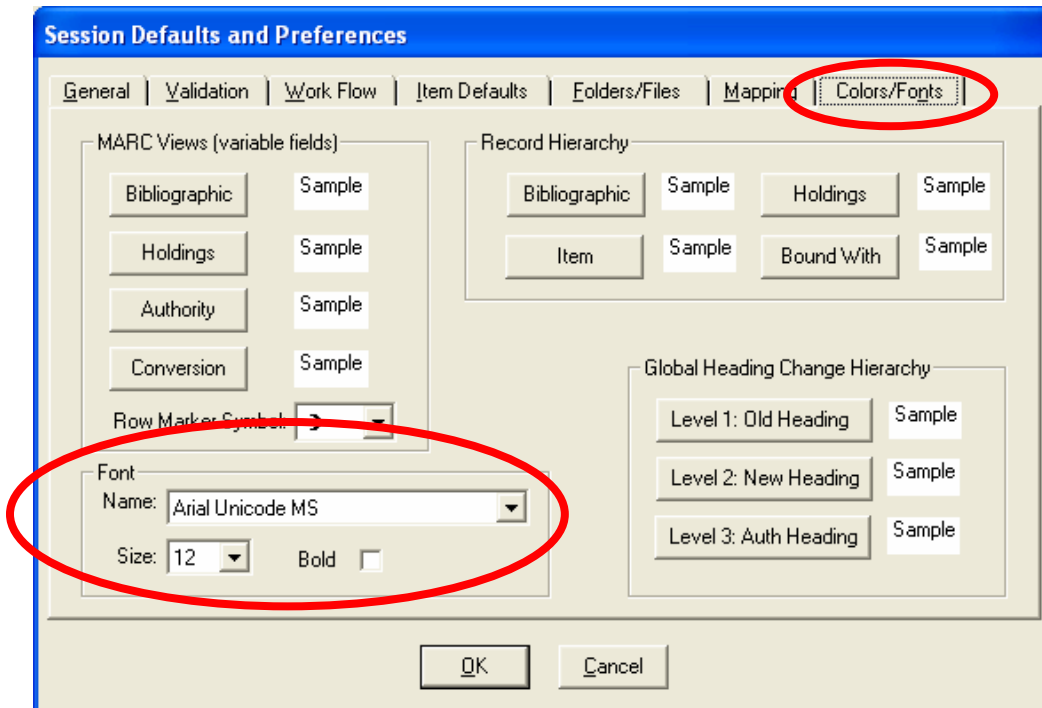 Session Defaults and Preferences
General Validation Work Flow Item Defaults Folders/Files Mapping Colors/Fonts
MARC Views (variable fields)
Bibliographic Sample
Holdings Sample
Authority Sample
Conversion Sample
Row Marker Symbol:
Font
Name: Arial Unicode MS
Size: 12 Bold
Record Hierarchy
Bibliographic Sample Holdings Sample
Item Sample Bound With Sample
Global Heading Change Hierarchy
Level 1: Old Heading Sample
Level 2: New Heading Sample
Level 3: Auth Heading Sample
OK Cancel